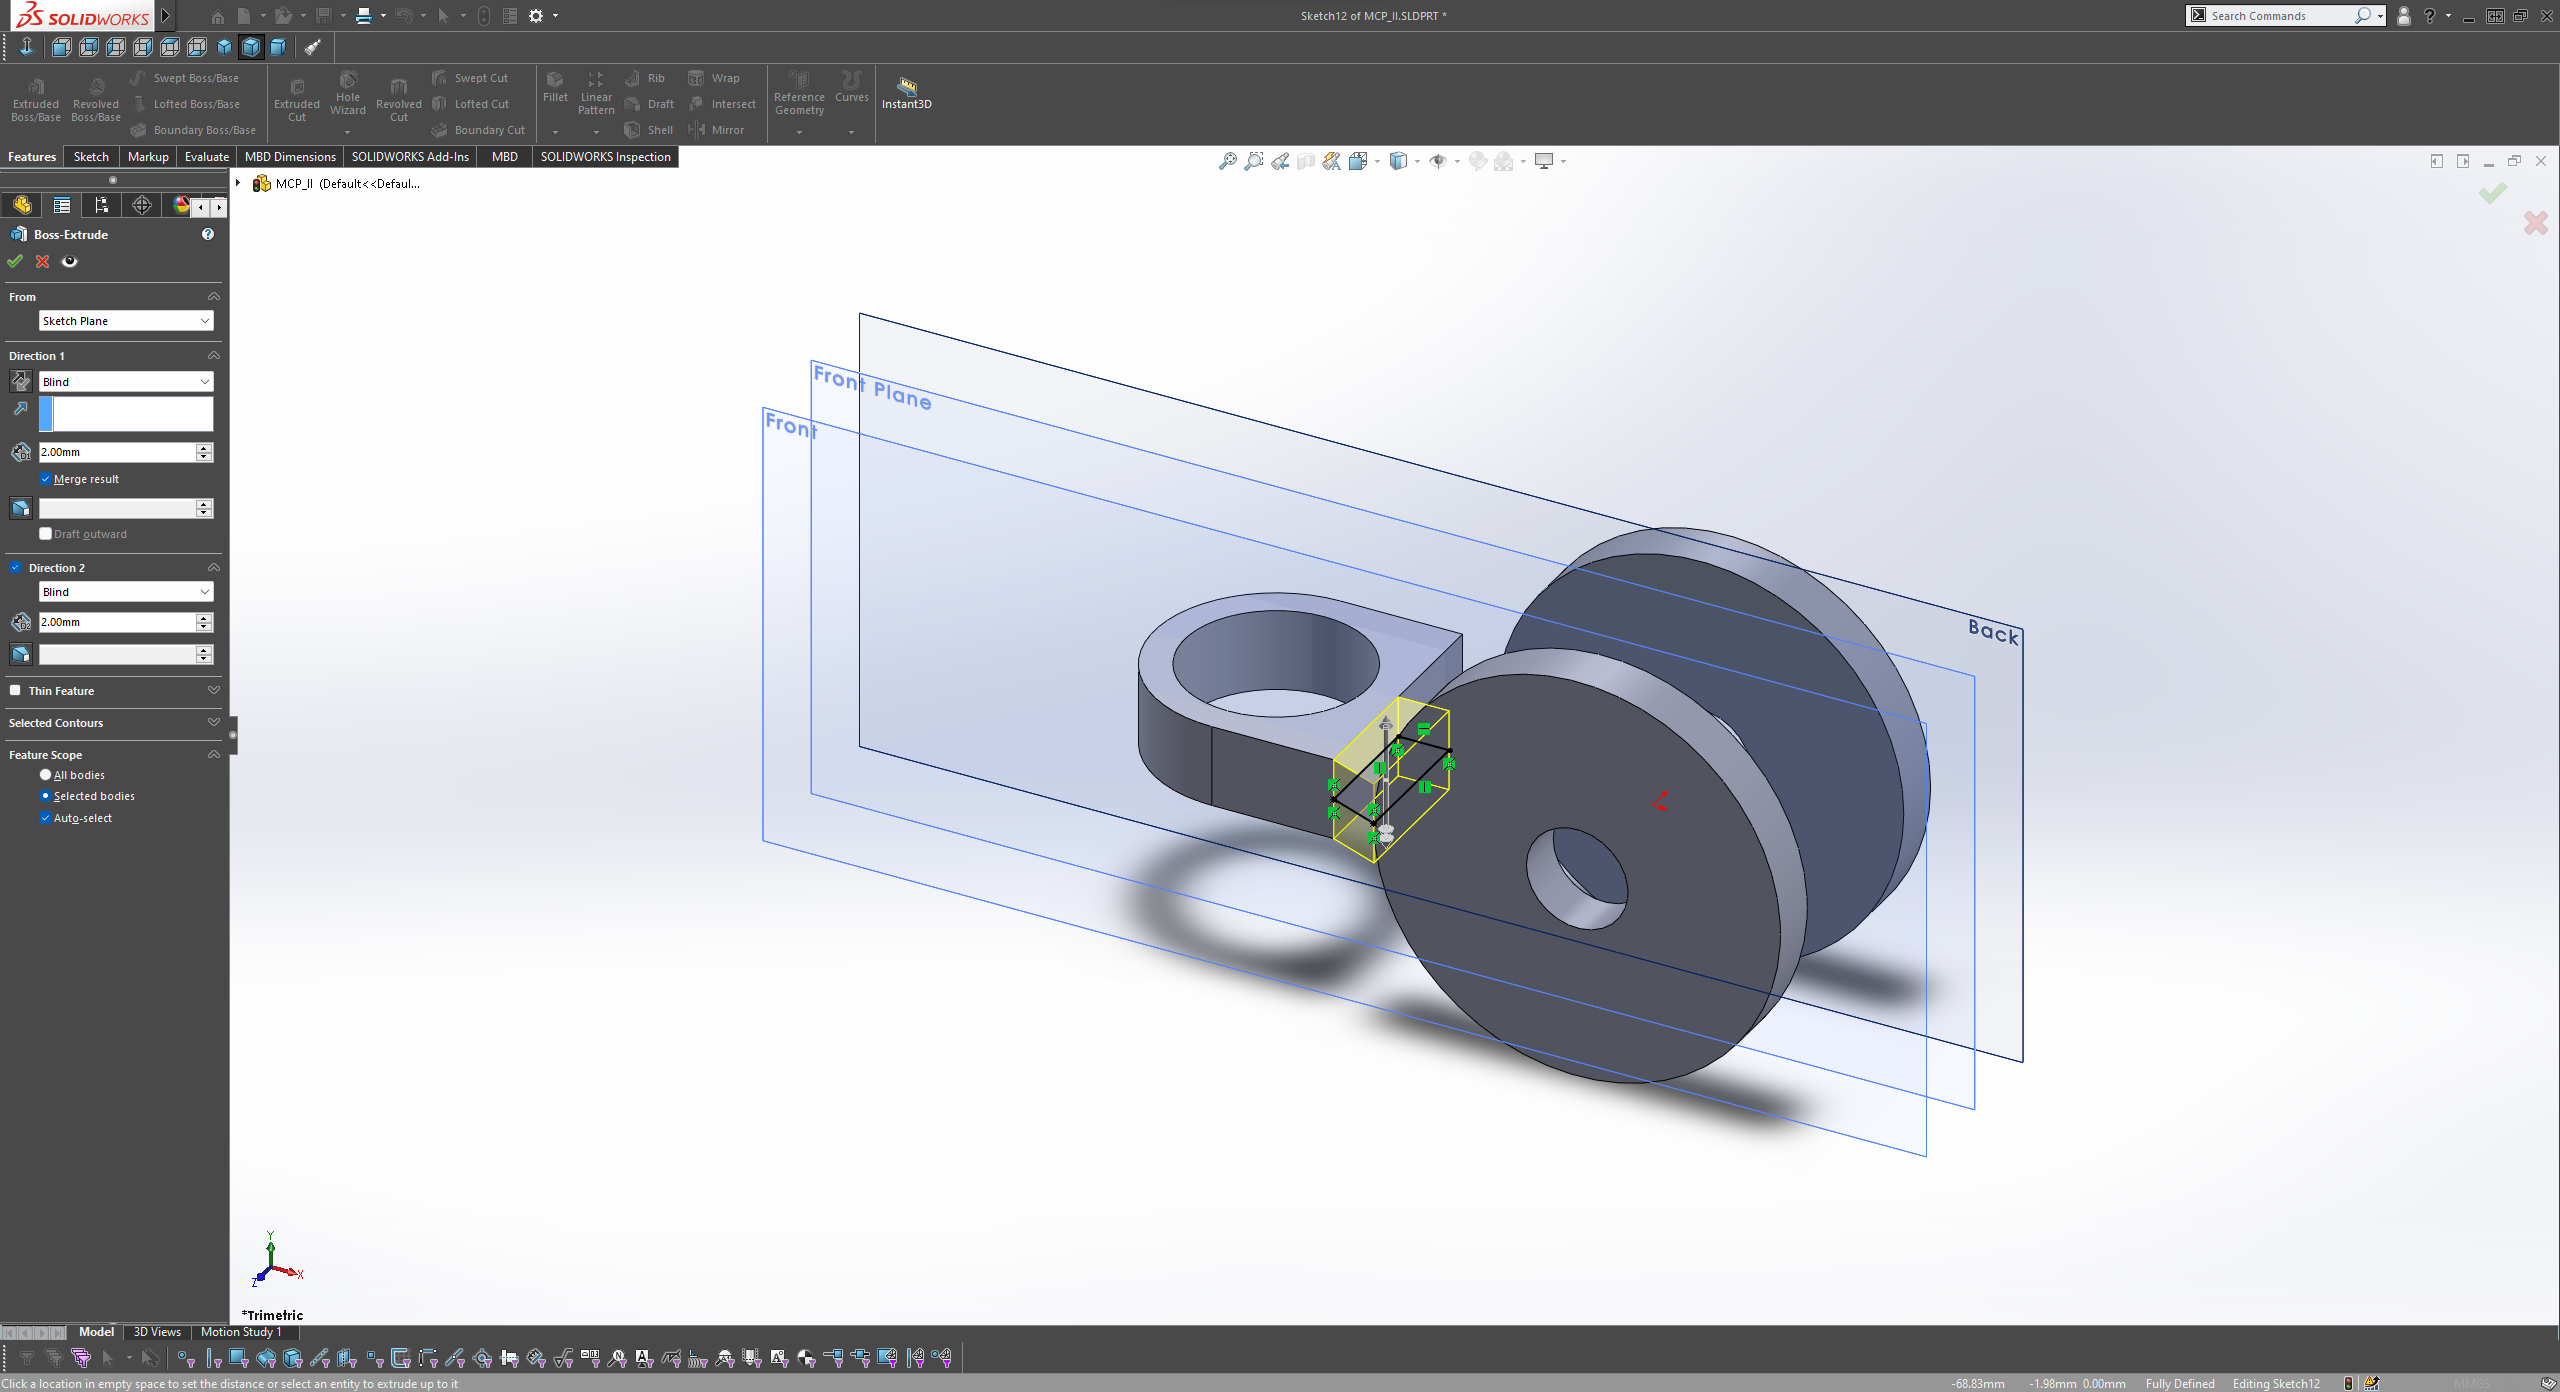 SOLIDWORKS
Sketch12 of MCP_II.SLDPRT *
Search Commands
Extruded Boss/Base
Revolved Boss/Base
Swept Boss/Base
Lofted Boss/Base
Boundary Boss/Base
Extruded Cut
Hole Wizard
Revolved Cut
Swept Cut
Lofted Cut
Boundary Cut
Fillet
Linear Pattern
Rib
Draft
Shell
Wrap
Intersect
Mirror
Reference Geometry
Curves
Instant3D
Features
Sketch
Markup
Evaluate
MBD Dimensions
SOLIDWORKS Add-Ins
MBD
SOLIDWORKS Inspection
MCP_II (Default<<Defaul...
Boss-Extrude
From
Sketch Plane
Direction 1
Blind
2.00mm
Merge result
Draft outward
Direction 2
Blind
2.00mm
Thin Feature
Selected Contours
Feature Scope
All bodies
Selected bodies
Auto-select
Front Plane
Front
Back
Y
X
Z
*Trimetric
Model
3D Views
Motion Study 1
Click a location in empty space to set the distance or select an entity to extrude up to it
-68.83mm
-1.98mm
0.00mm
Fully Defined
Editing Sketch12
MMGS